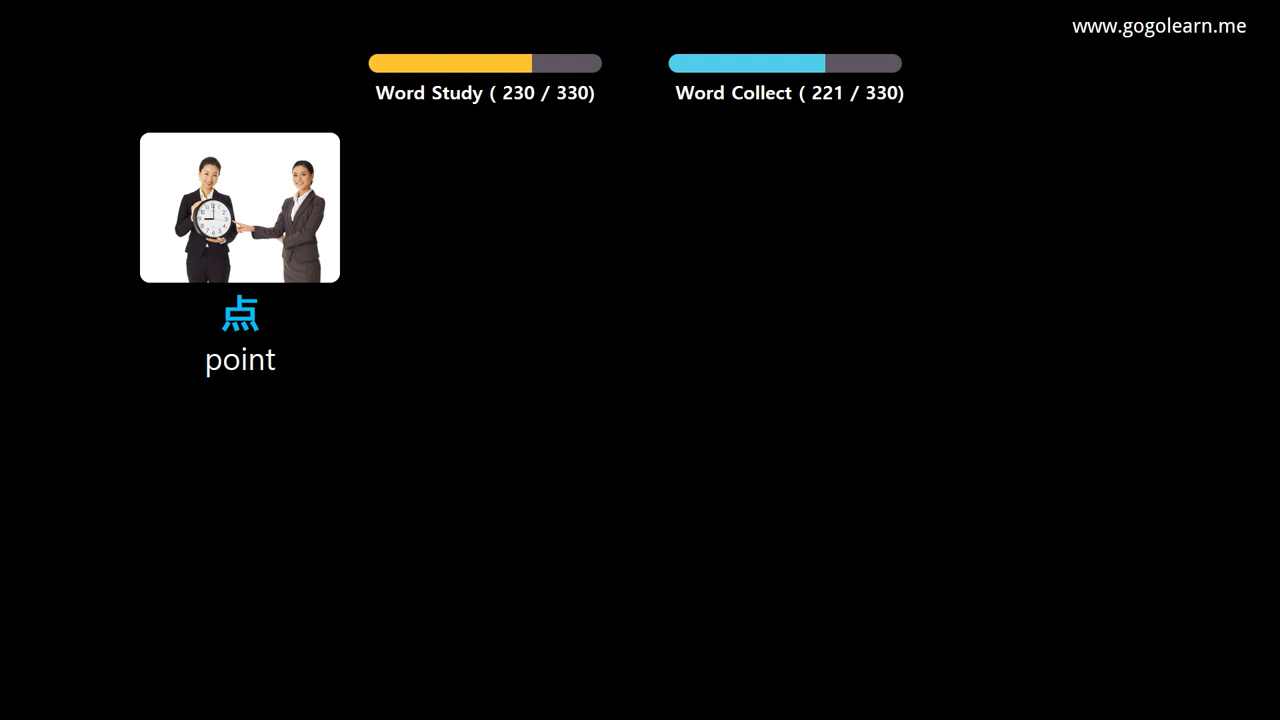 www.gogolearn.me
Word Study ( 230 / 330)
Word Collect ( 221 / 330)
点
point